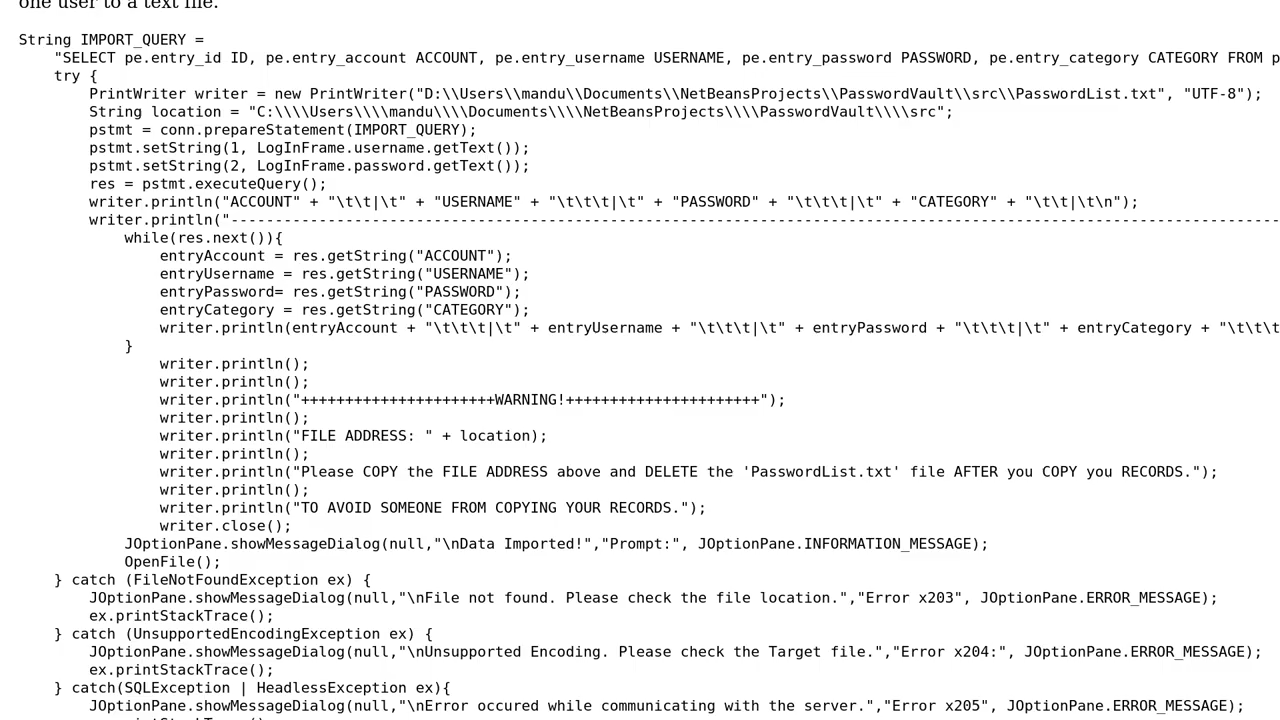 one user to a text file.
String IMPORT_QUERY =
    "SELECT pe.entry_id ID, pe.entry_account ACCOUNT, pe.entry_username USERNAME, pe.entry_password PASSWORD, pe.entry_category CATEGORY FROM p
    try {
        PrintWriter writer = new PrintWriter("D:\\Users\\mandu\\Documents\\NetBeansProjects\\PasswordVault\\src\\PasswordList.txt", "UTF-8");
        String location = "C:\\\\Users\\\\mandu\\\\Documents\\\\NetBeansProjects\\\\PasswordVault\\\\src";
        pstmt = conn.prepareStatement(IMPORT_QUERY);
        pstmt.setString(1, LogInFrame.username.getText());
        pstmt.setString(2, LogInFrame.password.getText());
        res = pstmt.executeQuery();
        writer.println("ACCOUNT" + "\t\t|\t" + "USERNAME" + "\t\t\t|\t" + "PASSWORD" + "\t\t\t|\t" + "CATEGORY" + "\t\t|\t\n");
        writer.println("-----------------------------------------------------------------------------------------------------------------------
            while(res.next()){
                entryAccount = res.getString("ACCOUNT");
                entryUsername = res.getString("USERNAME");
                entryPassword= res.getString("PASSWORD");
                entryCategory = res.getString("CATEGORY");
                writer.println(entryAccount + "\t\t\t|\t" + entryUsername + "\t\t\t|\t" + entryPassword + "\t\t\t|\t" + entryCategory + "\t\t\t
            }
                writer.println();
                writer.println();
                writer.println("++++++++++++++++++++++WARNING!++++++++++++++++++++++");
                writer.println();
                writer.println("FILE ADDRESS: " + location);
                writer.println();
                writer.println("Please COPY the FILE ADDRESS above and DELETE the 'PasswordList.txt' file AFTER you COPY you RECORDS.");
                writer.println();
                writer.println("TO AVOID SOMEONE FROM COPYING YOUR RECORDS.");
                writer.close();
            JOptionPane.showMessageDialog(null,"\nData Imported!","Prompt:", JOptionPane.INFORMATION_MESSAGE);
            OpenFile();
    } catch (FileNotFoundException ex) {
        JOptionPane.showMessageDialog(null,"\nFile not found. Please check the file location.","Error x203", JOptionPane.ERROR_MESSAGE);
        ex.printStackTrace();
    } catch (UnsupportedEncodingException ex) {
        JOptionPane.showMessageDialog(null,"\nUnsupported Encoding. Please check the Target file.","Error x204:", JOptionPane.ERROR_MESSAGE);
        ex.printStackTrace();
    } catch(SQLException | HeadlessException ex){
        JOptionPane.showMessageDialog(null,"\nError occured while communicating with the server.","Error x205", JOptionPane.ERROR_MESSAGE);